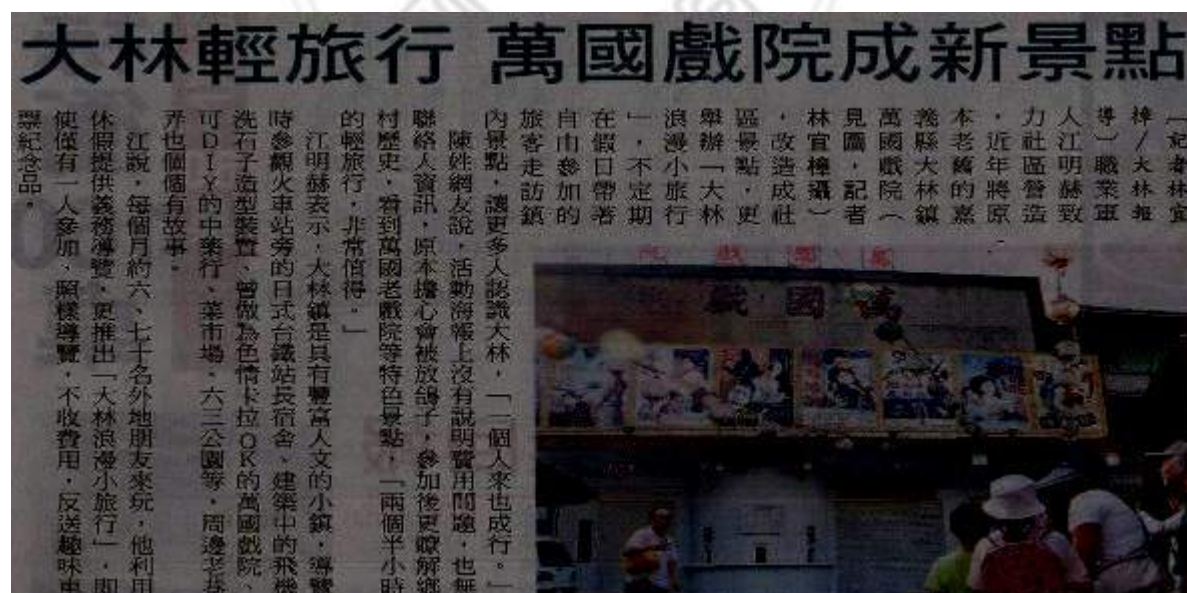 大林輕旅行 萬國戲院成新景點
〔記者林宜
樟／大林報
導〕職業軍
人江明赫致
力社區營造
，近年將原
本老舊的嘉
義縣大林鎮
萬國戲院（
見圖，記者
林宜樟攝）
，改造成社
區景點，更
舉辦「大林
浪漫小旅行
」，不定期
在假日帶著
自由參加的
旅客走訪鎮
內景點，讓更多人認識大林，「一個人來也成行。」
陳姓網友說，活動海報上沒有說明費用問題，也無
聯絡人資訊，原本擔心會被放鴿子，參加後更瞭解鄉
村歷史，看到萬國老戲院等特色景點，「兩個半小時
的輕旅行，非常值得。」
江明赫表示，大林鎮是具有豐富人文的小鎮，導覽
時參觀火車站旁的日式台鐵站長宿舍、建築中的飛機
洗石子造型裝置、曾做為色情卡拉OK的萬國戲院、
可DIY的中藥行、菜市場、六三公園等，周邊老巷
弄也個個有故事。
江說，每個月約六、七十名外地朋友來玩，他利用
休假提供義務導覽，更推出「大林浪漫小旅行」，即
使僅有一人參加、照樣導覽，不收費用，反送趣味車
票紀念品。
萬國戲